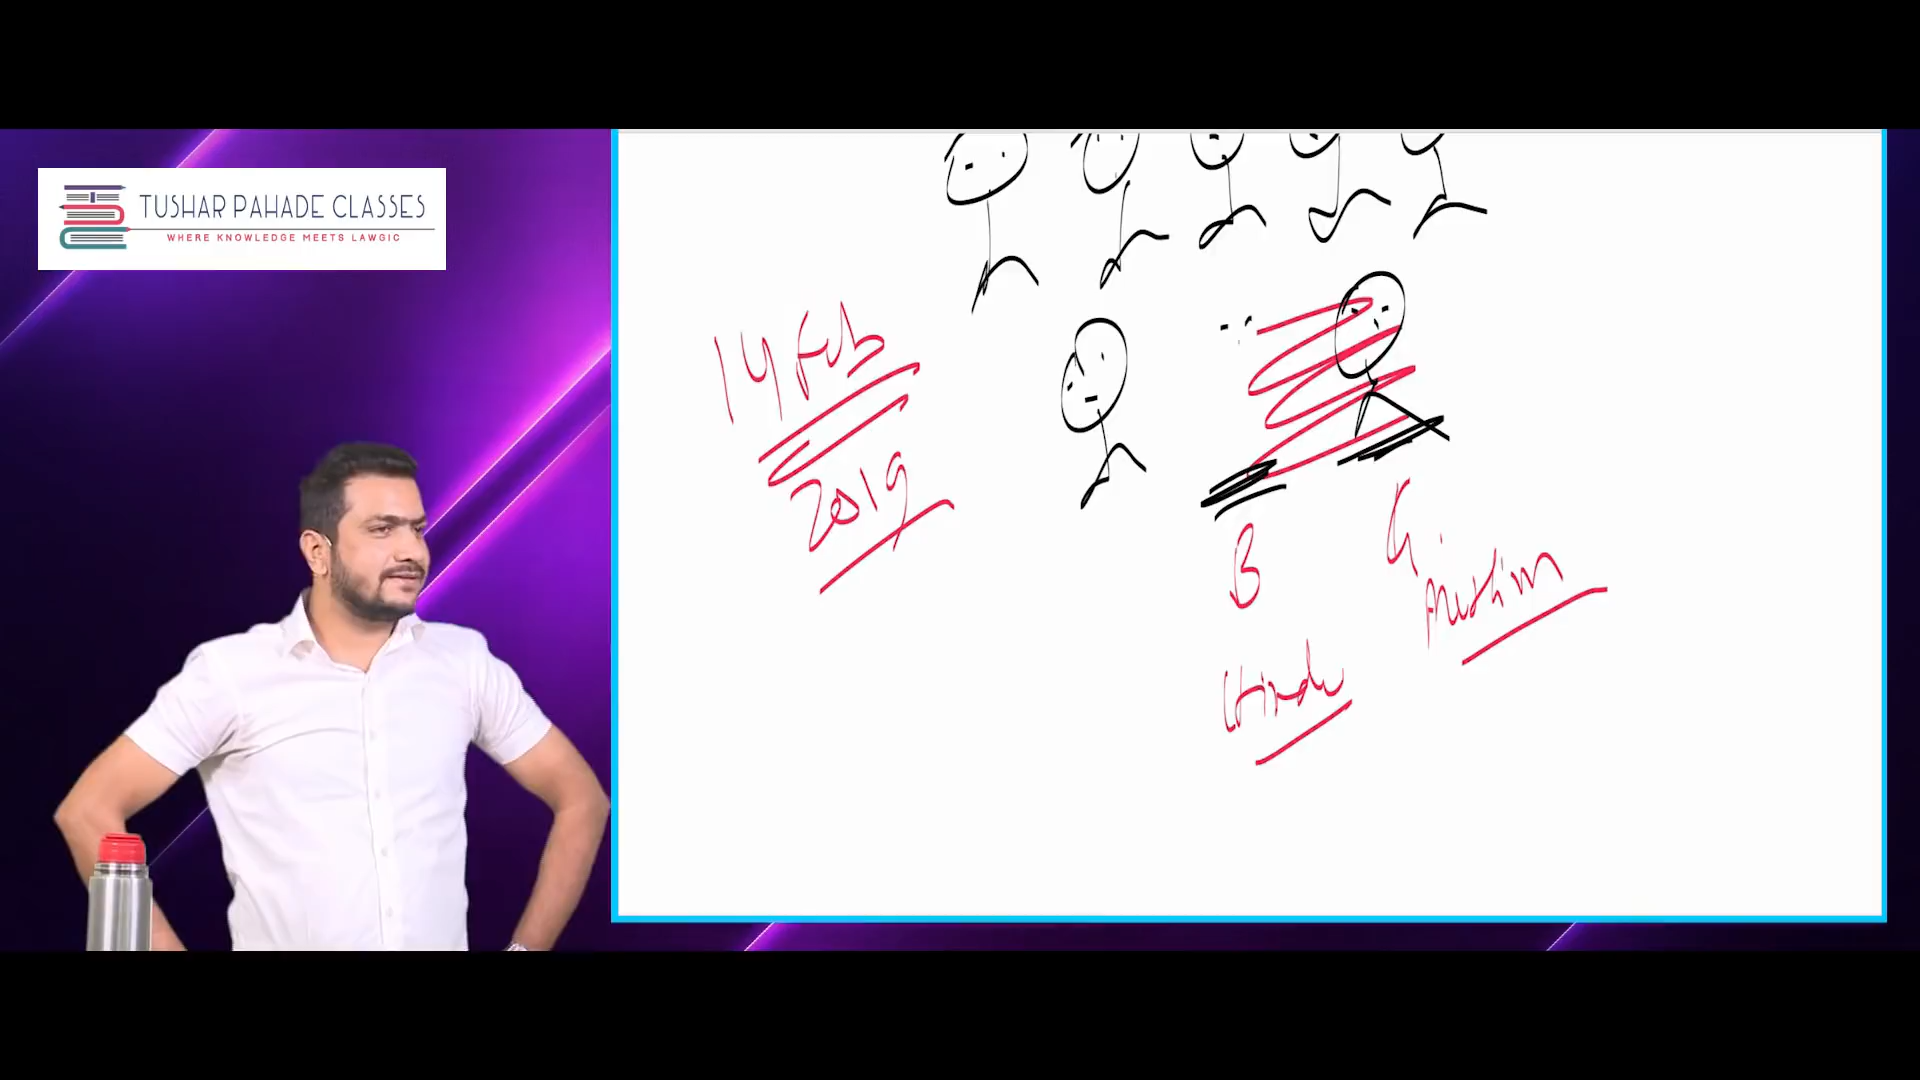 TUSHAR PAHADE CLASSES
WHERE KNOWLEDGE MEETS LAWGIC
14 Feb
2019
B
G
Muslim
Hindu